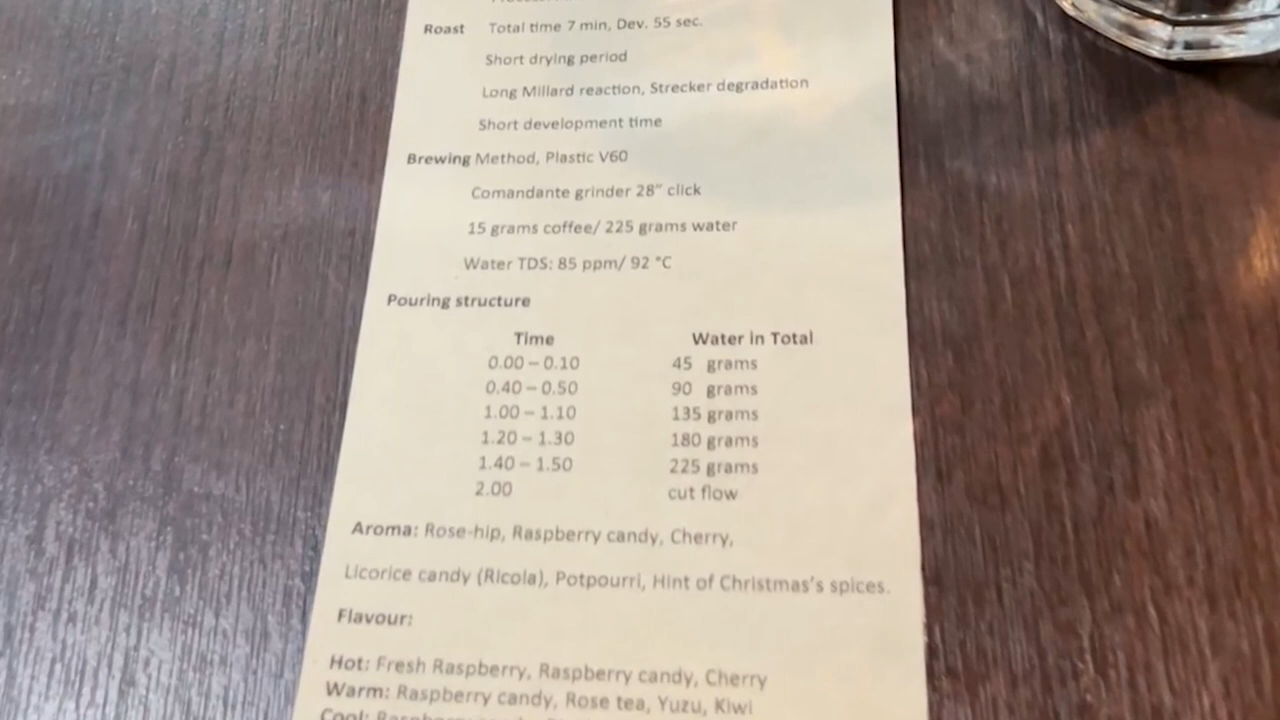 Roast Total time 7 min, Dev. 55 sec.
Short drying period
Long Millard reaction, Strecker degradation
Short development time
Brewing Method, Plastic V60
Comandante grinder 28” click
15 grams coffee/ 225 grams water
Water TDS: 85 ppm/ 92 °C
Pouring structure
Time Water in Total
0.00 – 0.10 45 grams
0.40 – 0.50 90 grams
1.00 – 1.10 135 grams
1.20 – 1.30 180 grams
1.40 – 1.50 225 grams
2.00 cut flow
Aroma: Rose-hip, Raspberry candy, Cherry,
Licorice candy (Ricola), Potpourri, Hint of Christmas’s spices.
Flavour:
Hot: Fresh Raspberry, Raspberry candy, Cherry
Warm: Raspberry candy, Rose tea, Yuzu, Kiwi
Cool: